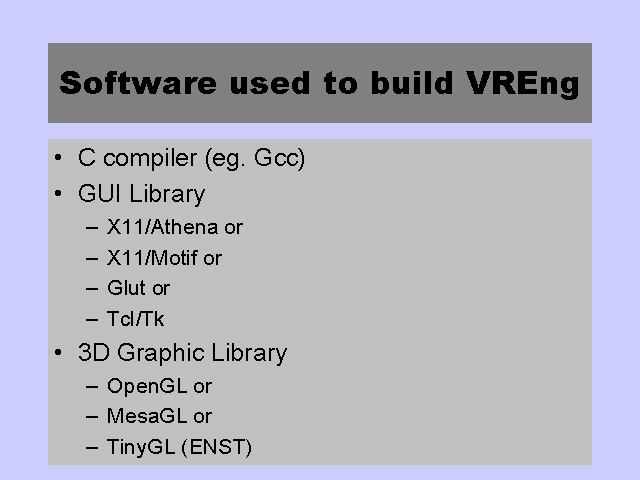 Software used to build VREng
• C compiler (eg. Gcc)
• GUI Library
– X11/Athena or
– X11/Motif or
– Glut or
– Tcl/Tk
• 3D Graphic Library
– OpenGL or
– MesaGL or
– TinyGL (ENST)